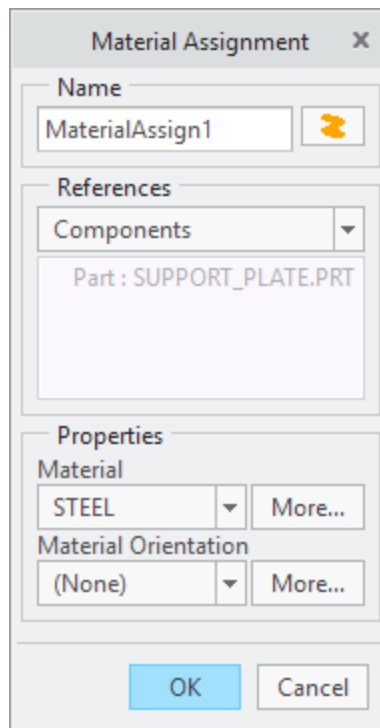 Material Assignment
Name
MaterialAssign1
References
Components
Part : SUPPORT_PLATE.PRT
Properties
Material
STEEL More...
Material Orientation
(None) More...
OK Cancel